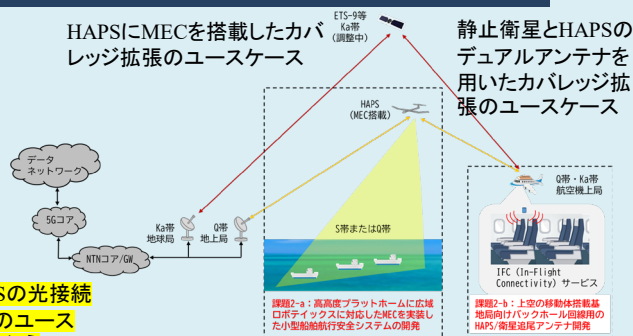 HAPSにMECを搭載したカバ
レッジ拡張のユースケース
ETS-9等
Ka帯
(調整中)
静止衛星とHAPSの
デュアルアンテナを
用いたカバレッジ拡
張のユースケース
HAPS
(MEC搭載)
データ
ネットワーク
5Gコア
NTNコア/GW
Ka帯
地球局
Q帯
地上局
S帯またはQ帯
Q帯・Ka帯
航空機上局
IFC (In-Flight
Connectivity) サービス
Sの光接続
のユース
課題2-a：高高度プラットホームに広域
ロボティックスに対応したMECを実装し
た小型船舶航行安全システムの開発
課題2-b：上空の移動体搭載基
地局向けバックホール回線用の
HAPS/衛星追尾アンテナ開発